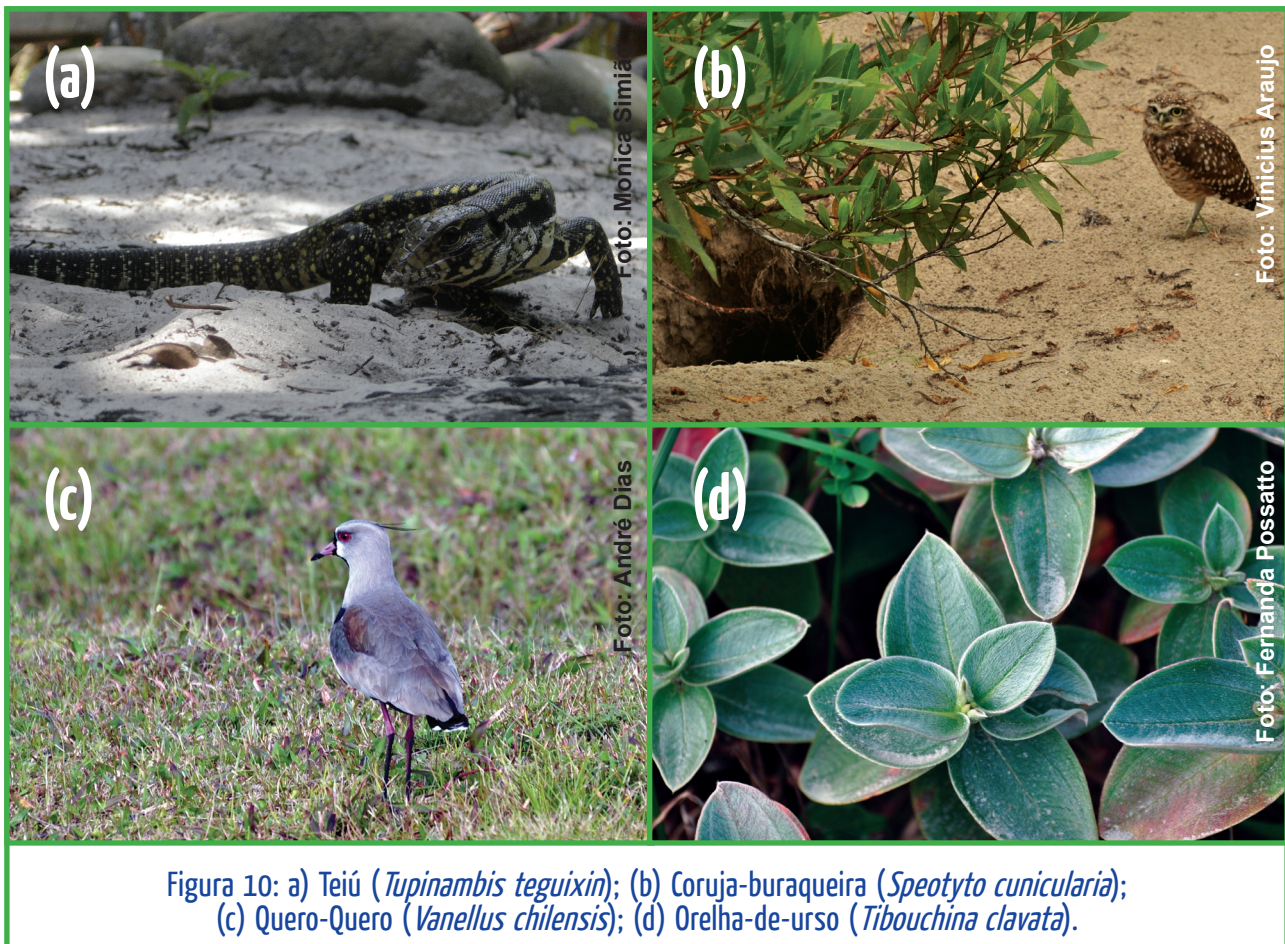 (a)
Foto: Monica Simiã
(b)
Foto: Vinicius Araujo
(c)
Foto: André Dias
(d)
Foto: Fernanda Possatto
Figura 10: a) Teiú (Tupinambis teguixin); (b) Coruja-buraqueira (Speotyto cunicularia);
(c) Quero-Quero (Vanellus chilensis); (d) Orelha-de-urso (Tibouchina clavata).